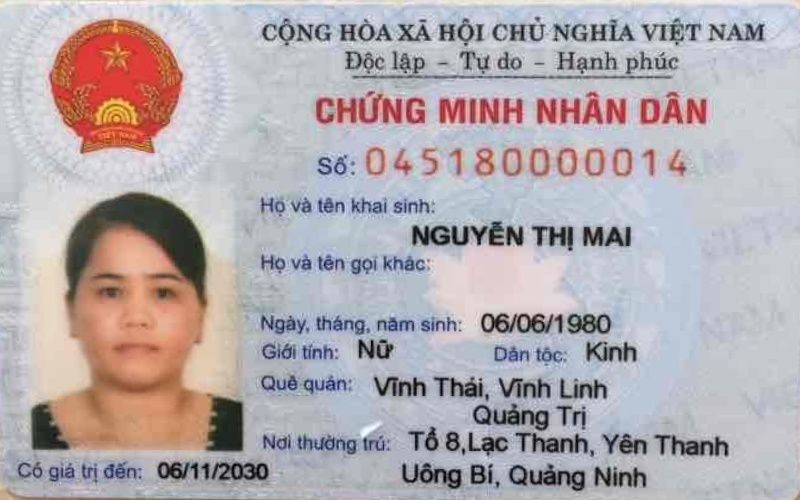 CỘNG HÒA XÃ HỘI CHỦ NGHĨA VIỆT NAM
Độc lập - Tự do - Hạnh phúc
CHỨNG MINH NHÂN DÂN
Số: 045180000014
Họ và tên khai sinh:
NGUYỄN THỊ MAI
Họ và tên gọi khác:
Ngày, tháng, năm sinh: 06/06/1980
Giới tính: Nữ Dân tộc: Kinh
Quê quán: Vĩnh Thái, Vĩnh Linh
Quảng Trị
Nơi thường trú: Tổ 8,Lạc Thanh, Yên Thanh
Uông Bí, Quảng Ninh
Có giá trị đến: 06/11/2030
VIỆT NAM